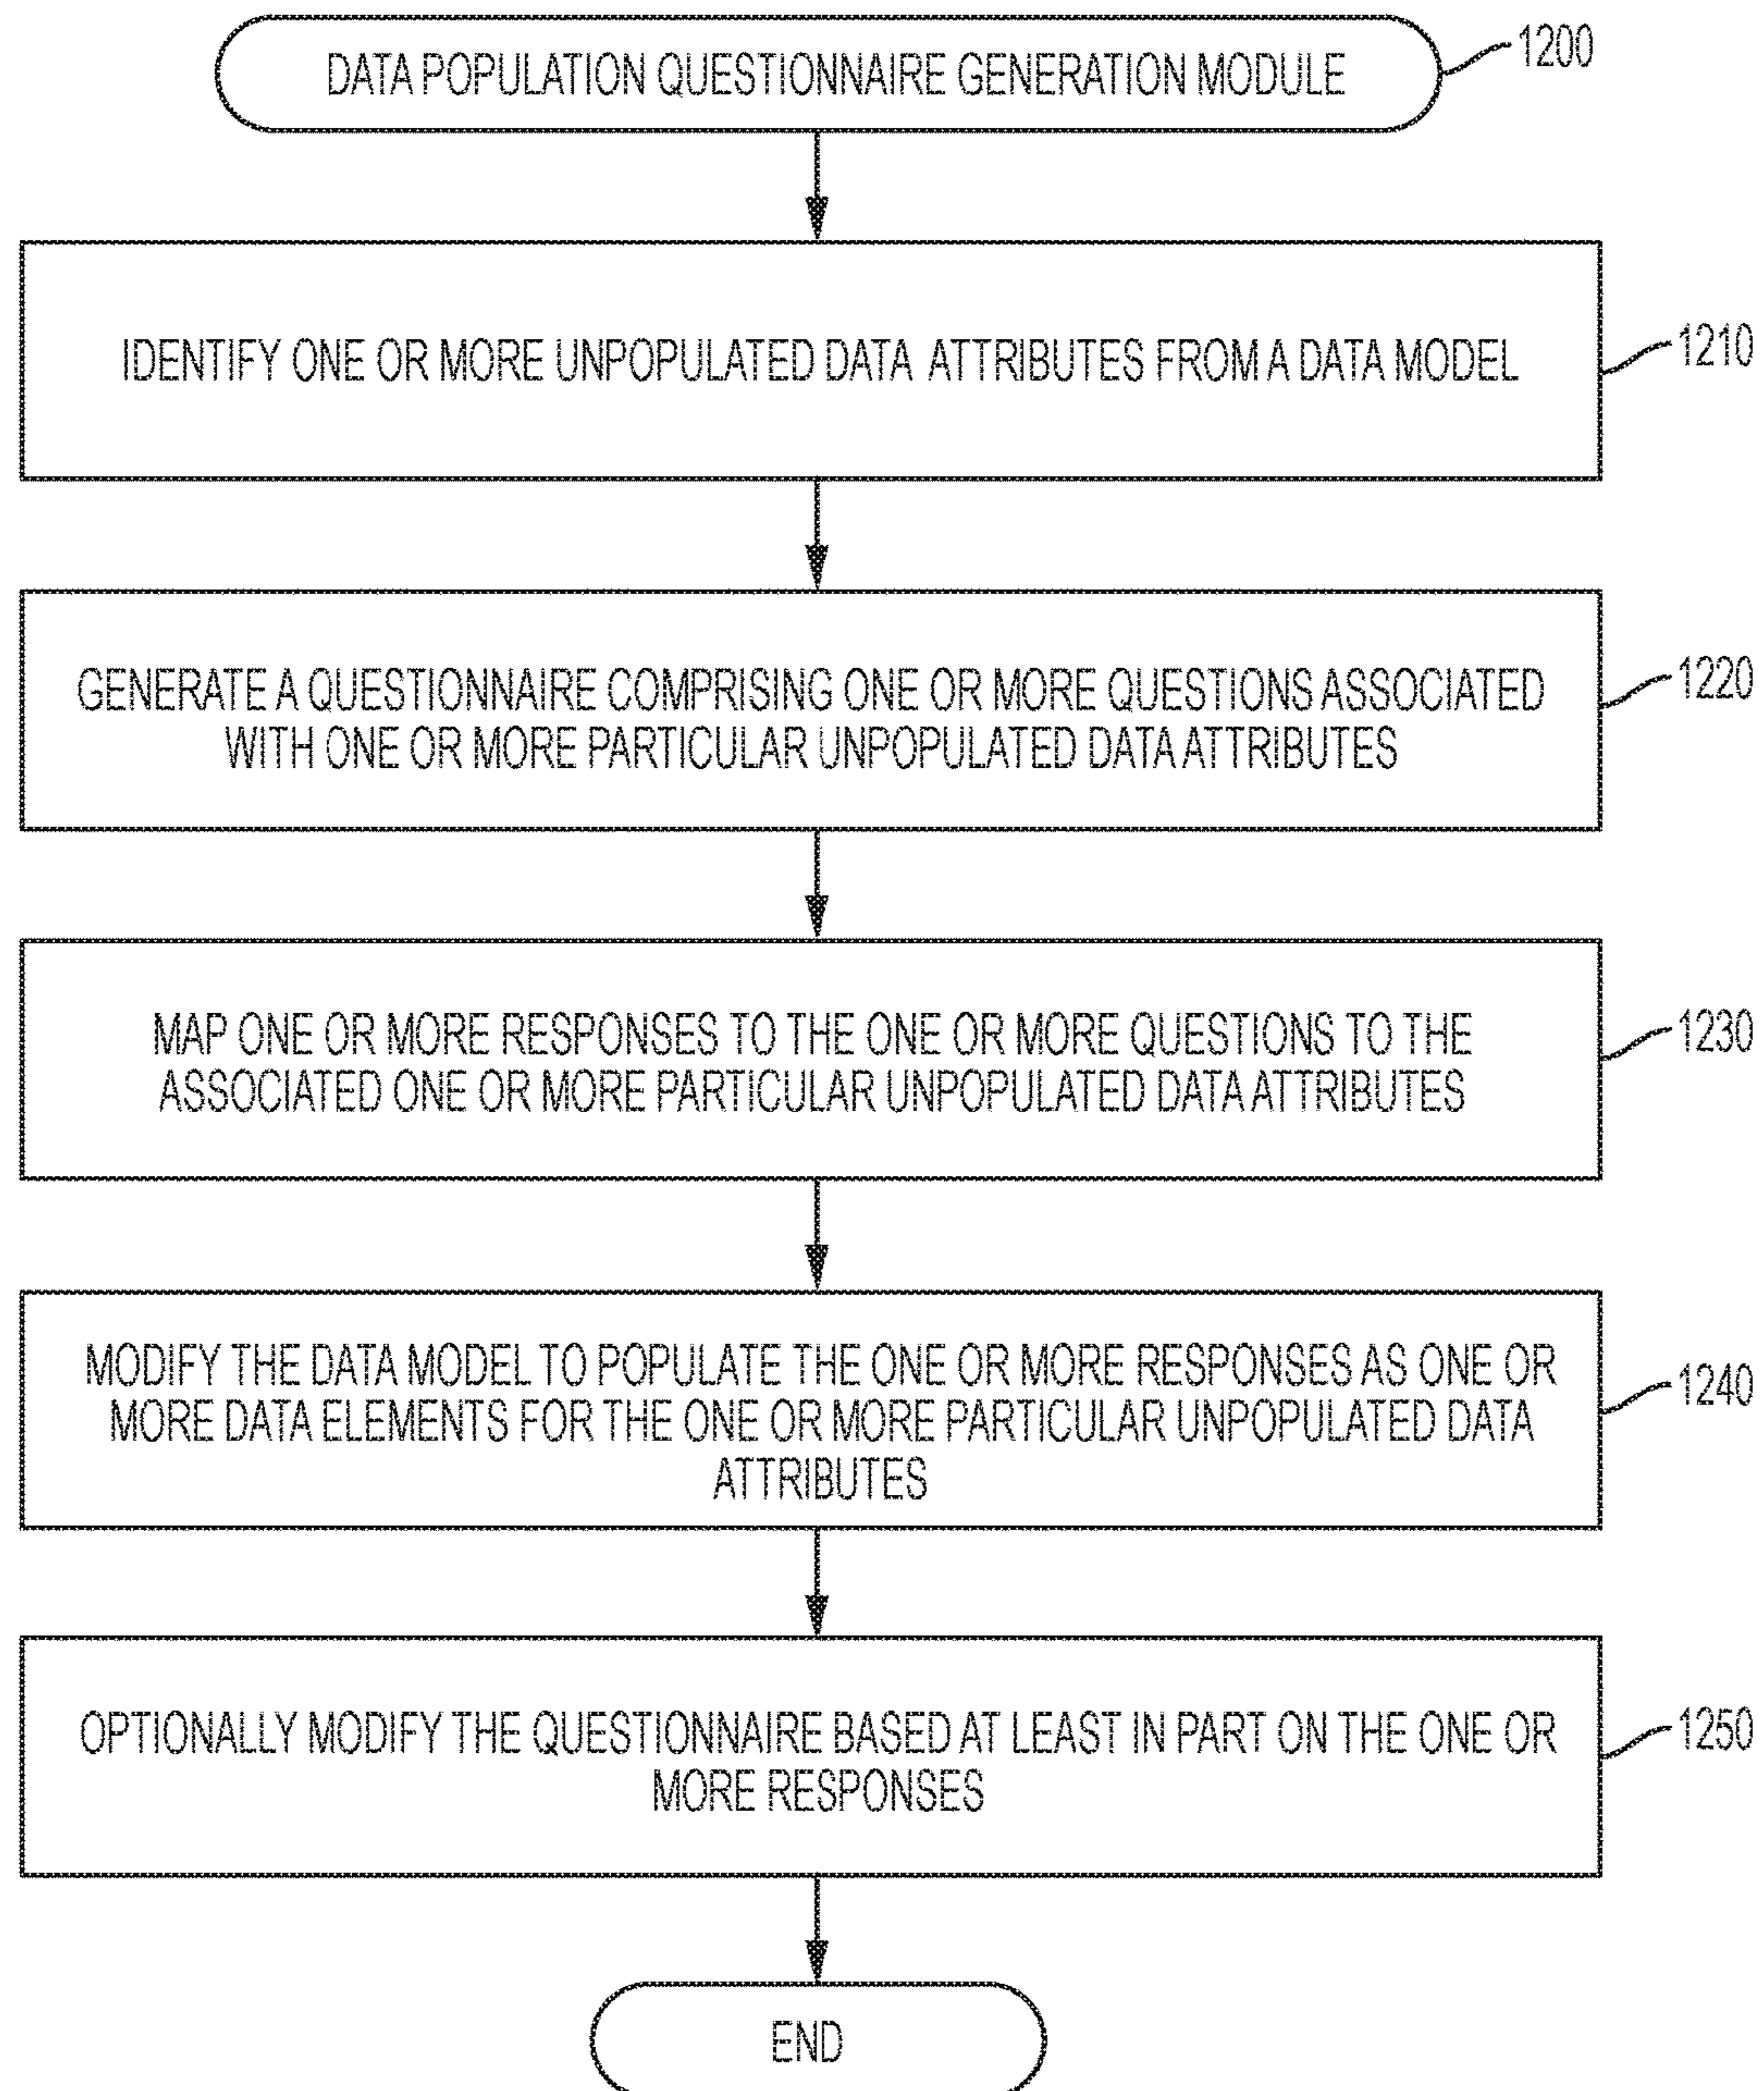 DATA POPULATION QUESTIONNAIRE GENERATION MODULE
1200
IDENTIFY ONE OR MORE UNPOPULATED DATA ATTRIBUTES FROM A DATA MODEL
1210
GENERATE A QUESTIONNAIRE COMPRISING ONE OR MORE QUESTIONS ASSOCIATED
WITH ONE OR MORE PARTICULAR UNPOPULATED DATA ATTRIBUTES
1220
MAP ONE OR MORE RESPONSES TO THE ONE OR MORE QUESTIONS TO THE
ASSOCIATED ONE OR MORE PARTICULAR UNPOPULATED DATA ATTRIBUTES
1230
MODIFY THE DATA MODEL TO POPULATE THE ONE OR MORE RESPONSES AS ONE OR
MORE DATA ELEMENTS FOR THE ONE OR MORE PARTICULAR UNPOPULATED DATA
ATTRIBUTES
1240
OPTIONALLY MODIFY THE QUESTIONNAIRE BASED AT LEAST IN PART ON THE ONE OR
MORE RESPONSES
1250
END